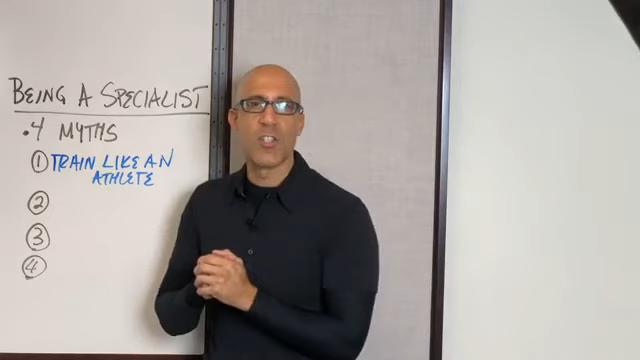 BEING A SPECIALIST
• 4 MYTHS
① TRAIN LIKE AN
ATHLETE
②
③
④